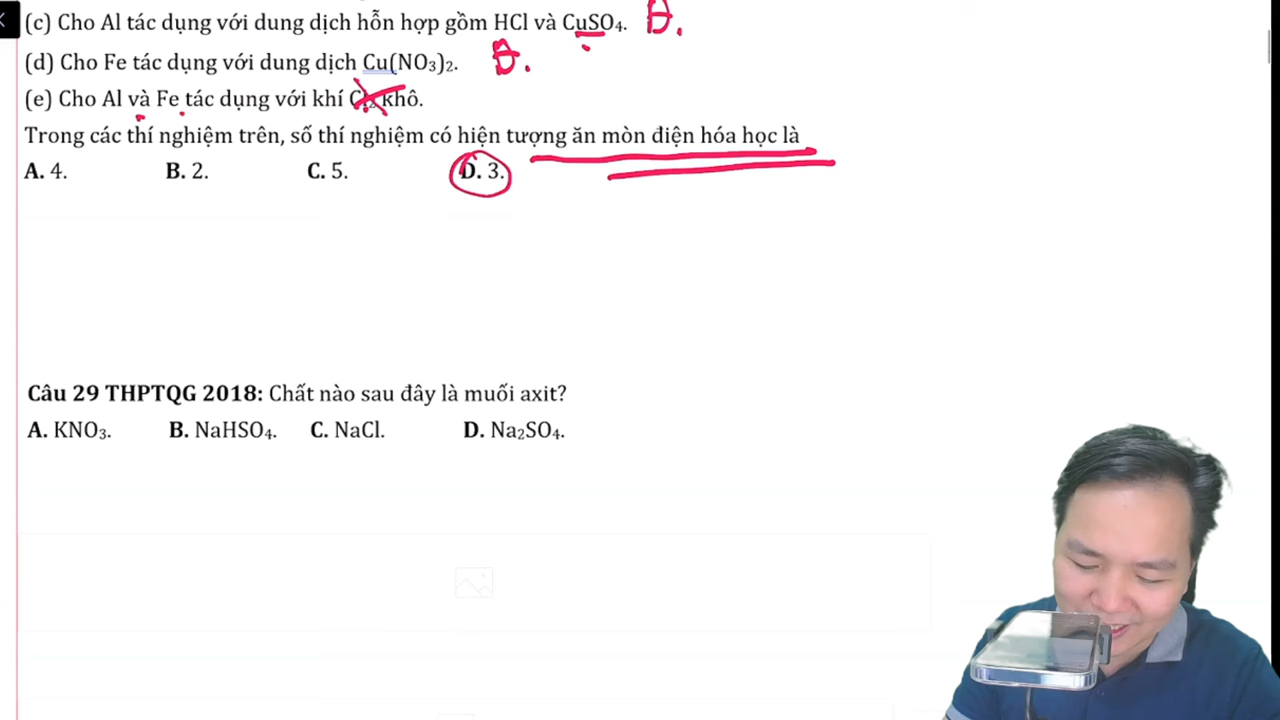 (c) Cho Al tác dụng với dung dịch hỗn hợp gồm HCl và CuSO₄. Đ.
(d) Cho Fe tác dụng với dung dịch Cu(NO₃)₂. Đ.
(e) Cho Al và Fe tác dụng với khí Cl₂ khô.
Trong các thí nghiệm trên, số thí nghiệm có hiện tượng ăn mòn điện hóa học là
A. 4. B. 2. C. 5. D. 3.
Câu 29 THPTQG 2018: Chất nào sau đây là muối axit?
A. KNO₃. B. NaHSO₄. C. NaCl. D. Na₂SO₄.